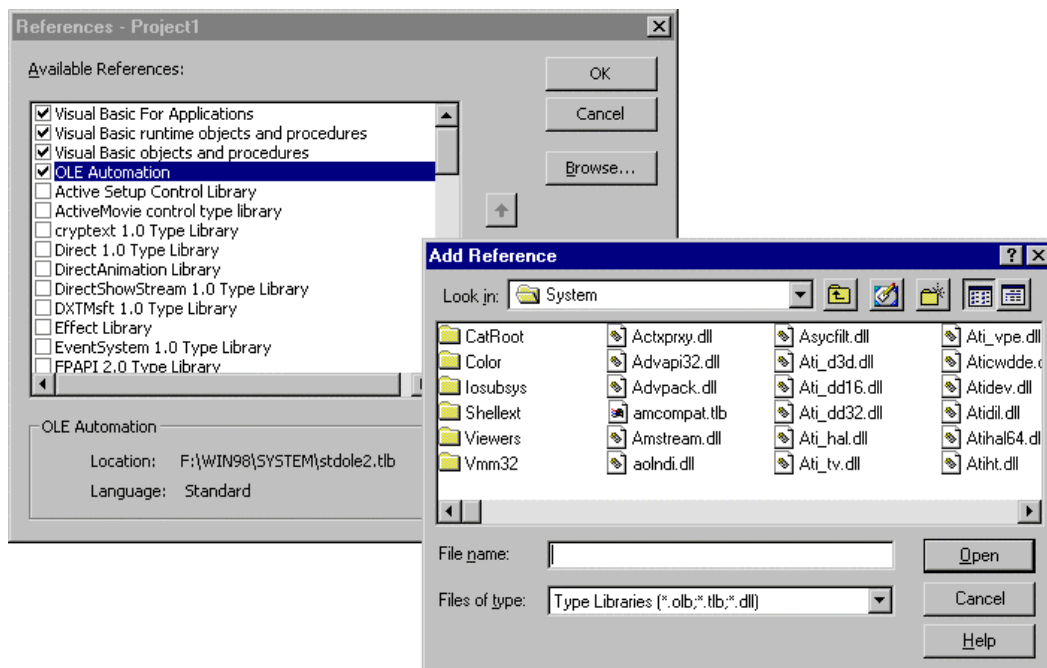 References - Project1
Available References:
OK
Cancel
Browse...
Visual Basic For Applications
Visual Basic runtime objects and procedures
Visual Basic objects and procedures
OLE Automation
Active Setup Control Library
ActiveMovie control type library
cryptext 1.0 Type Library
Direct 1.0 Type Library
DirectAnimation Library
DirectShowStream 1.0 Type Library
DXTMsft 1.0 Type Library
Effect Library
EventSystem 1.0 Type Library
FPAPI 2.0 Type Library
OLE Automation
Location: F:\WIN98\SYSTEM\stdole2.tlb
Language: Standard
Add Reference
Look in: System
CatRoot Actxprxy.dll Asycfilt.dll Ati_vpe.dll
Color Advapi32.dll Ati_d3d.dll Aticwdde.
Iosubsys Advpack.dll Ati_dd16.dll Atidev.dll
Shellext amcompat.tlb Ati_dd32.dll Atidil.dll
Viewers Amstream.dll Ati_hal.dll Atihal64.dl
Vmm32 aolndi.dll Ati_tv.dll Atiht.dll
File name:
Open
Files of type: Type Libraries (*.olb;*.tlb;*.dll)
Cancel
Help